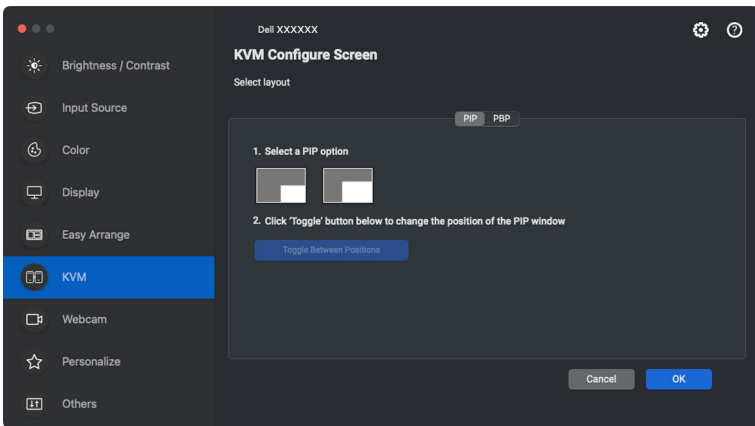 Dell XXXXXX
KVM Configure Screen
Select layout
Brightness / Contrast
Input Source
Color
Display
Easy Arrange
KVM
Webcam
Personalize
Others
PIP PBP
1. Select a PIP option
2. Click 'Toggle' button below to change the position of the PIP window
Toggle Between Positions
Cancel OK